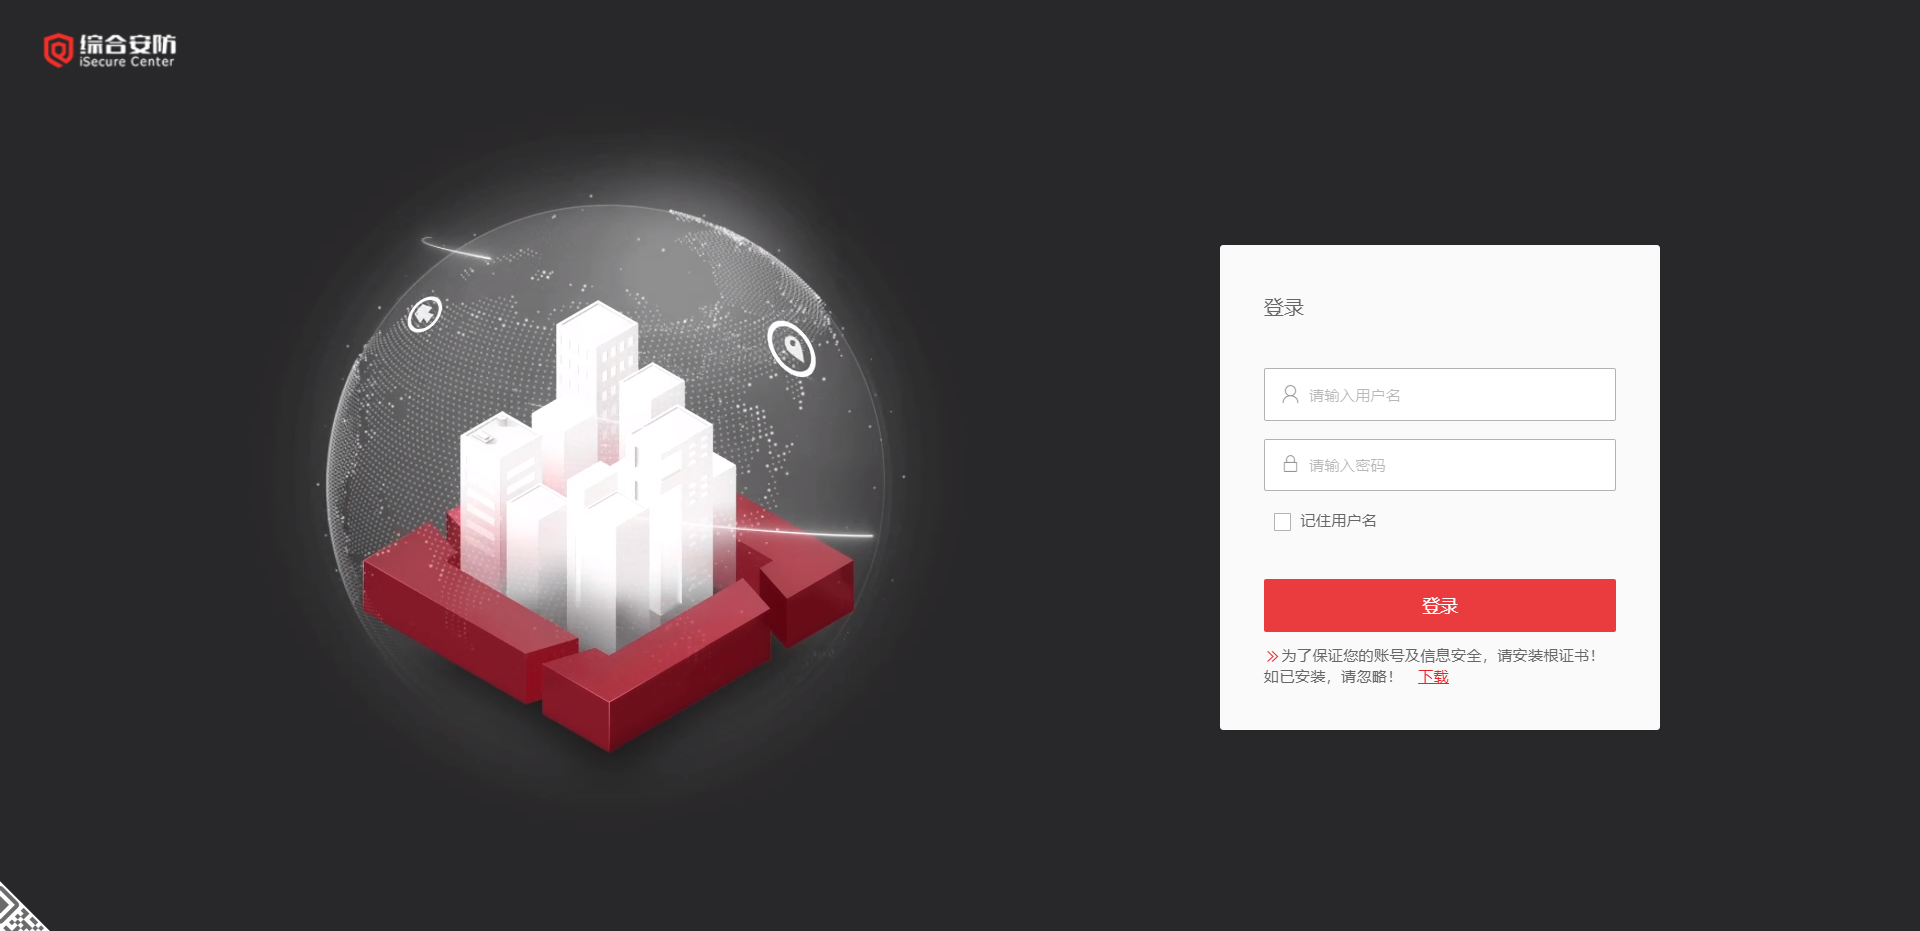 综合安防
iSecure Center
登录
请输入用户名
请输入密码
记住用户名
登录
为了保证您的账号及信息安全，请安装根证书！
如已安装，请忽略！ 下载